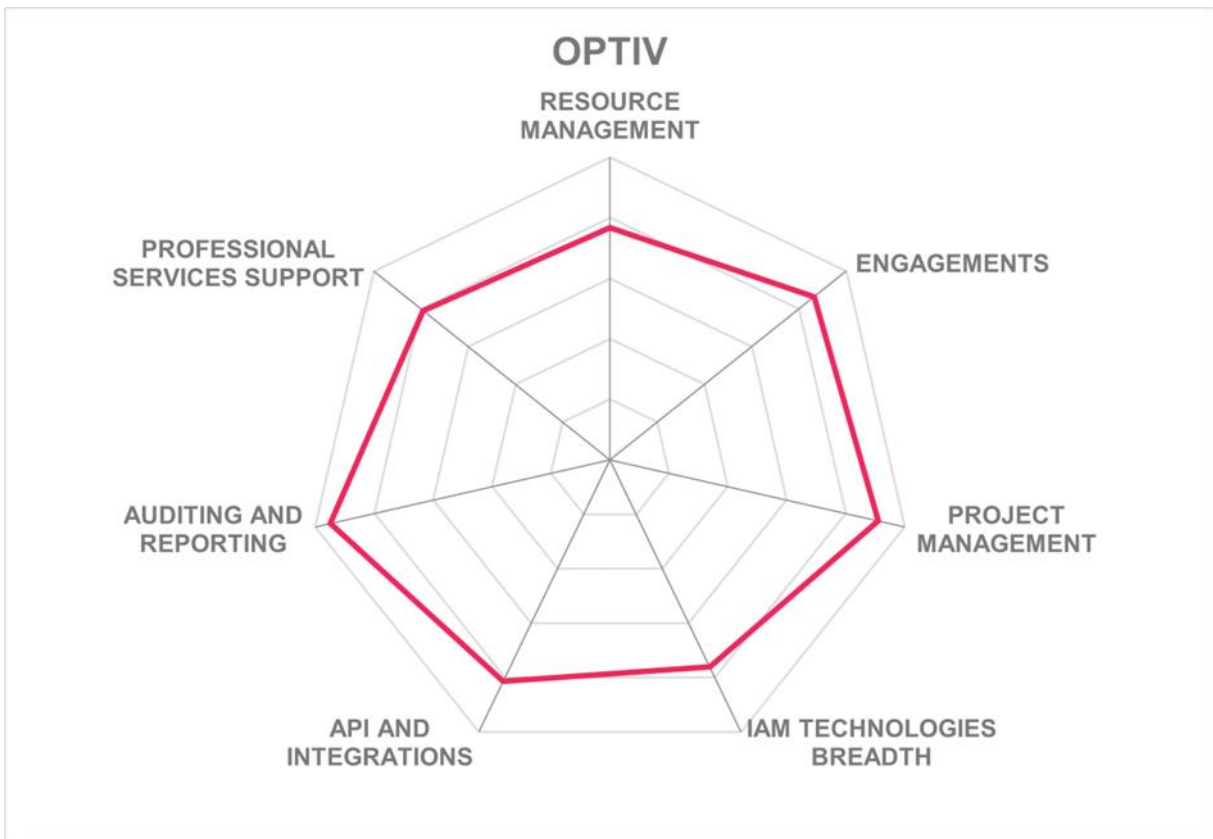 OPTIV
RESOURCE
MANAGEMENT
PROFESSIONAL
SERVICES SUPPORT
ENGAGEMENTS
AUDITING AND
REPORTING
PROJECT
MANAGEMENT
API AND
INTEGRATIONS
IAM TECHNOLOGIES
BREADTH